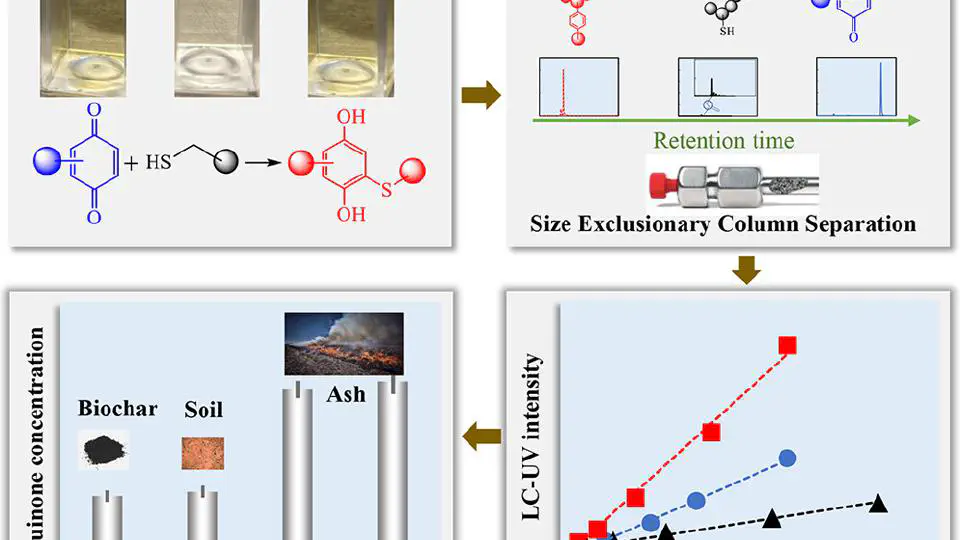 O
+ HS
O
OH
S
OH
SH
O
Retention time
Size Exclusionary Column Separation
uinone concentration
Biochar
Soil
Ash
LC-UV intensity